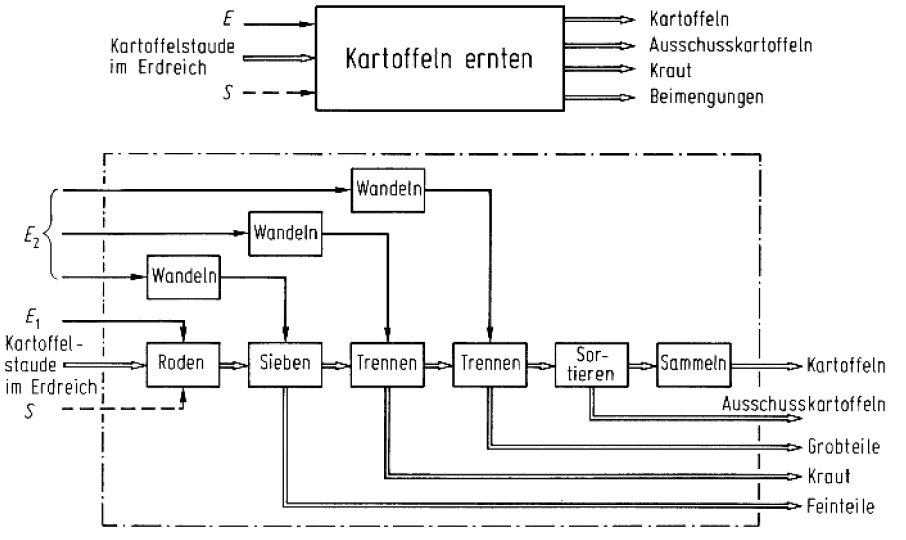 E
Kartoffelstaude
im Erdreich
S
Kartoffeln ernten
Kartoffeln
Ausschusskartoffeln
Kraut
Beimengungen
E2
Wandeln
Wandeln
Wandeln
E1
Kartoffel-
staude
im Erdreich
S
Roden
Sieben
Trennen
Trennen
Sor-
tieren
Sammeln
Kartoffeln
Ausschusskartoffeln
Grobteile
Kraut
Feinteile